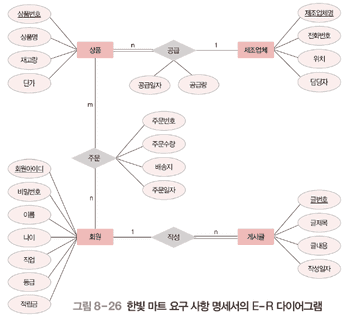 상품번호
상품명
재고량
단가
상품
n
공급
1
제조업체
공급일자
공급량
제조업체명
전화번호
위치
담당자
m
주문
주문번호
주문수량
배송지
주문일자
n
회원아이디
비밀번호
이름
나이
직업
등급
적립금
회원
1
작성
n
게시글
글번호
글제목
글내용
작성일자
그림 8-26 한빛 마트 요구 사항 명세서의 E-R 다이어그램